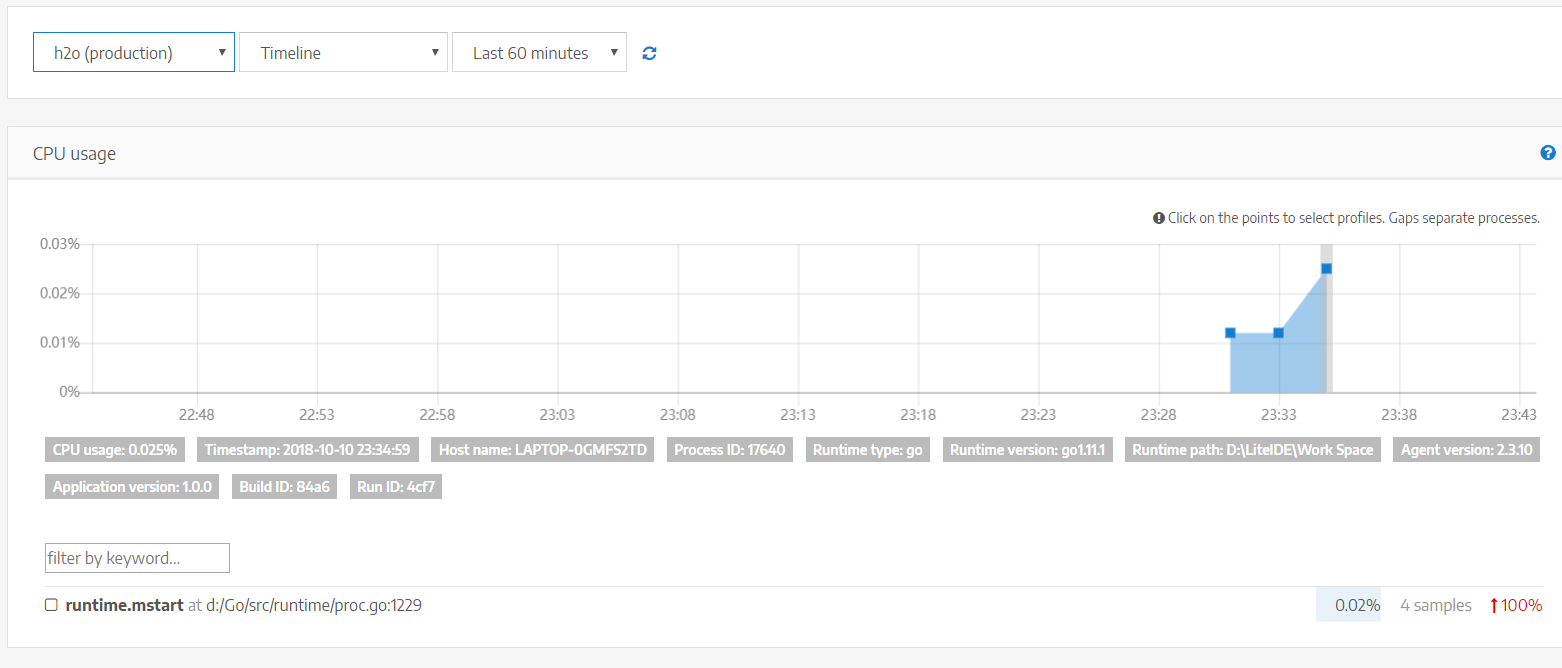 h2o (production) Timeline Last 60 minutes
CPU usage
Click on the points to select profiles. Gaps separate processes.
0.03%
0.02%
0.01%
0%
22:48 22:53 22:58 23:03 23:08 23:13 23:18 23:23 23:28 23:33 23:38 23:43
CPU usage: 0.025% Timestamp: 2018-10-10 23:34:59 Host name: LAPTOP-0GMFS2TD Process ID: 17640 Runtime type: go Runtime version: go1.11.1 Runtime path: D:\LiteIDE\Work Space Agent version: 2.3.10
Application version: 1.0.0 Build ID: 84a6 Run ID: 4cf7
filter by keyword...
runtime.mstart at d:/Go/src/runtime/proc.go:1229 0.02% 4 samples 100%